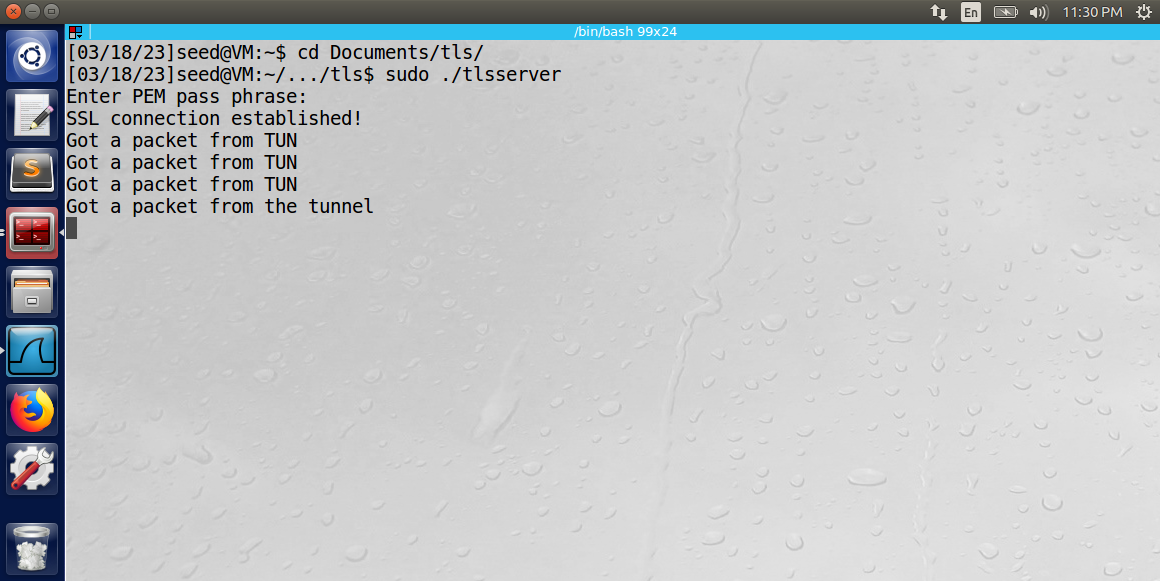 En
11:30 PM
/bin/bash 99x24
[03/18/23]seed@VM:~$ cd Documents/tls/
[03/18/23]seed@VM:~/.../tls$ sudo ./tlsserver
Enter PEM pass phrase:
SSL connection established!
Got a packet from TUN
Got a packet from TUN
Got a packet from TUN
Got a packet from the tunnel